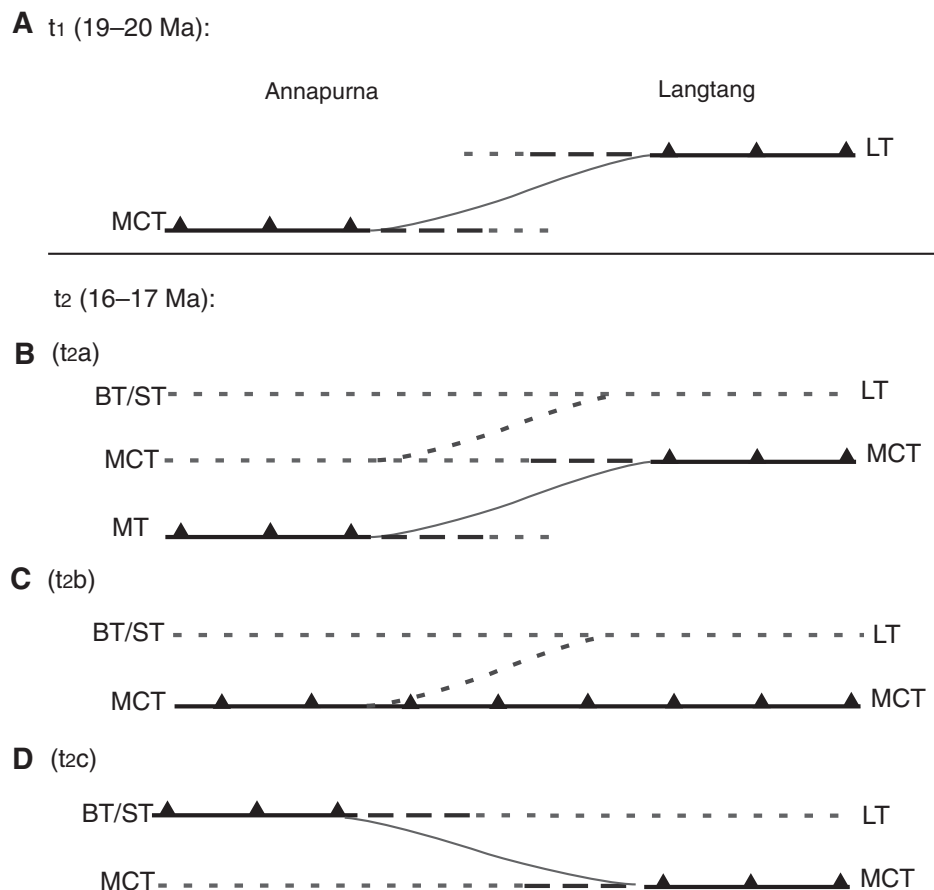 A t1 (19–20 Ma):
Annapurna Langtang
LT
MCT
t2 (16–17 Ma):
B (t2a)
BT/ST LT
MCT MCT
MT
C (t2b)
BT/ST LT
MCT MCT
D (t2c)
BT/ST LT
MCT MCT